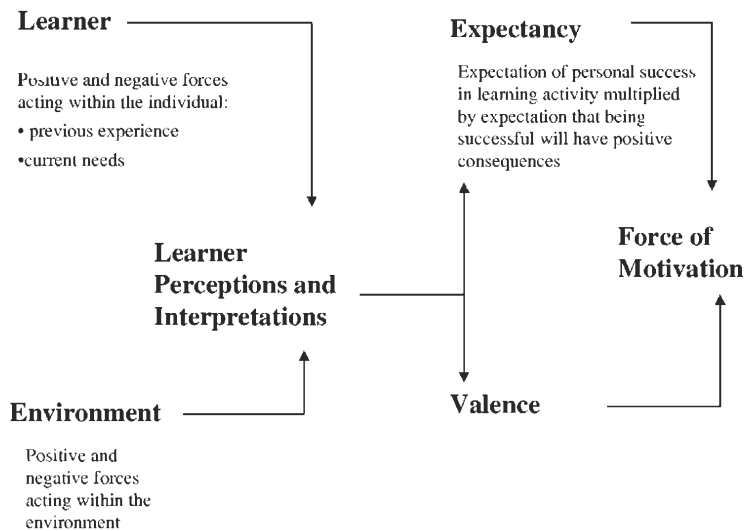 Learner
Positive and negative forces
acting within the individual:
• previous experience
•current needs
Learner
Perceptions and
Interpretations
Environment
Positive and
negative forces
acting within the
environment
Expectancy
Expectation of personal success
in learning activity multiplied
by expectation that being
successful will have positive
consequences
Valence
Force of
Motivation